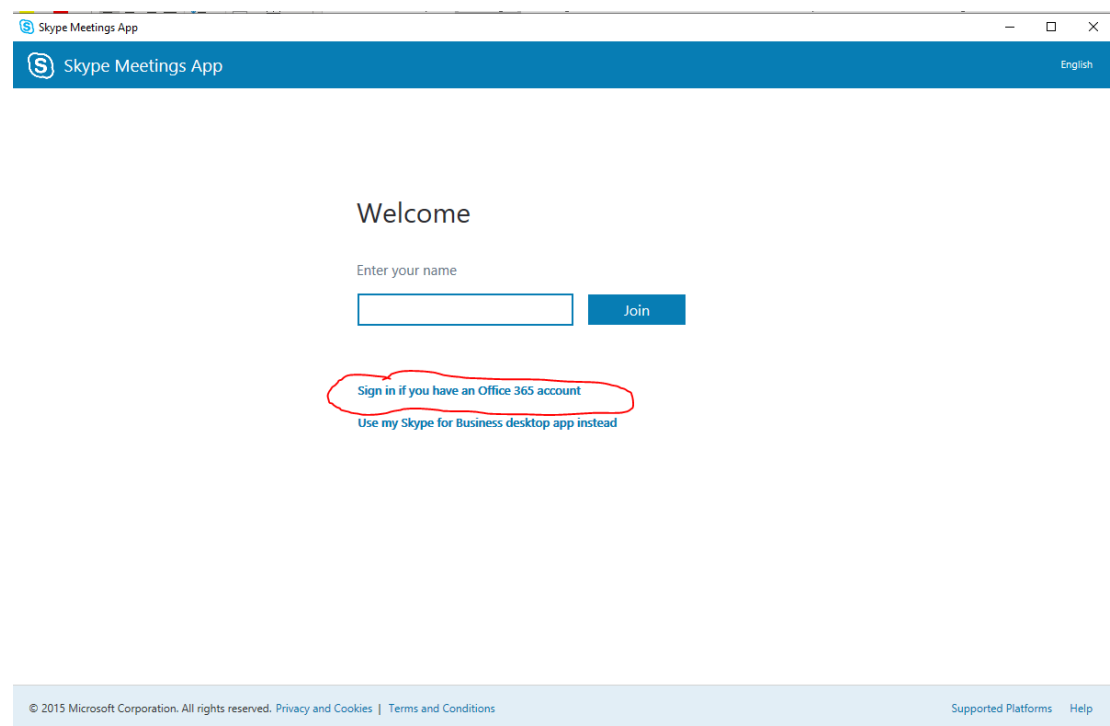 Skype Meetings App
Skype Meetings App
English
Welcome
Enter your name
Join
Sign in if you have an Office 365 account
Use my Skype for Business desktop app instead
© 2015 Microsoft Corporation. All rights reserved. Privacy and Cookies | Terms and Conditions Supported Platforms Help